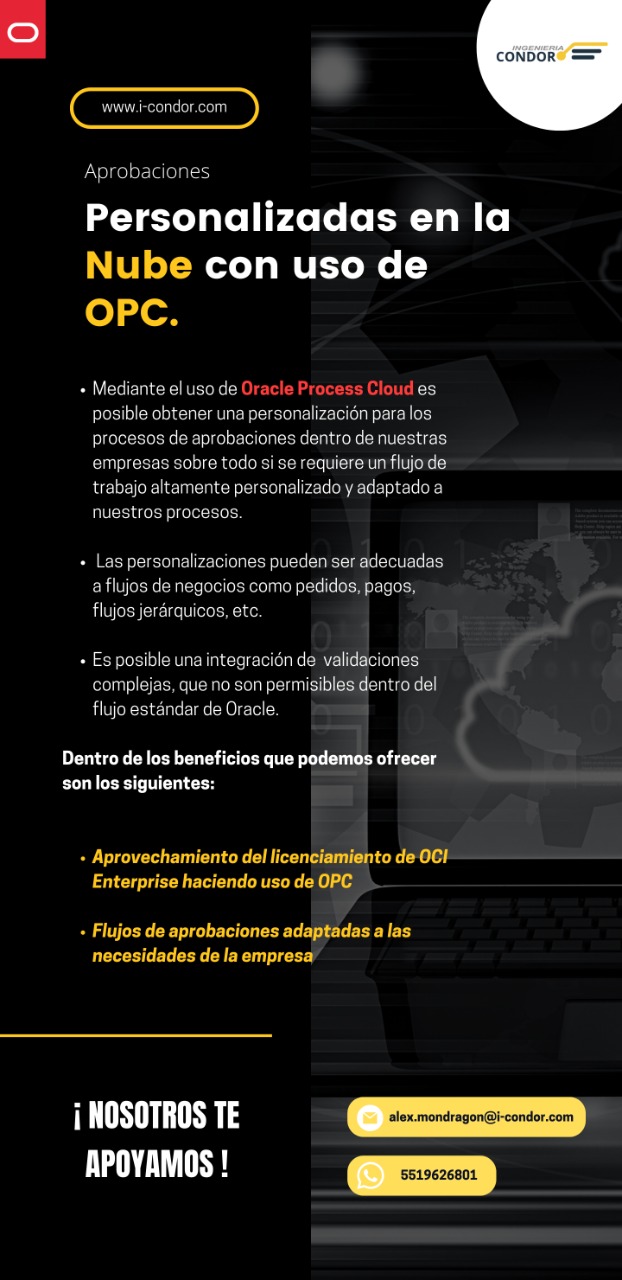 INGENIERIA
CONDOR
www.i-condor.com
Aprobaciones
Personalizadas en la
Nube con uso de
OPC.
• Mediante el uso de Oracle Process Cloud es
posible obtener una personalización para los
procesos de aprobaciones dentro de nuestras
empresas sobre todo si se requiere un flujo de
trabajo altamente personalizado y adaptado a
nuestros procesos.
• Las personalizaciones pueden ser adecuadas
a flujos de negocios como pedidos, pagos,
flujos jerárquicos, etc.
• Es posible una integración de validaciones
complejas, que no son permisibles dentro del
flujo estándar de Oracle.
Dentro de los beneficios que podemos ofrecer
son los siguientes:
• Aprovechamiento del licenciamiento de OCI
Enterprise haciendo uso de OPC
• Flujos de aprobaciones adaptadas a las
necesidades de la empresa
¡ NOSOTROS TE
APOYAMOS !
alex.mondragon@i-condor.com
5519626801